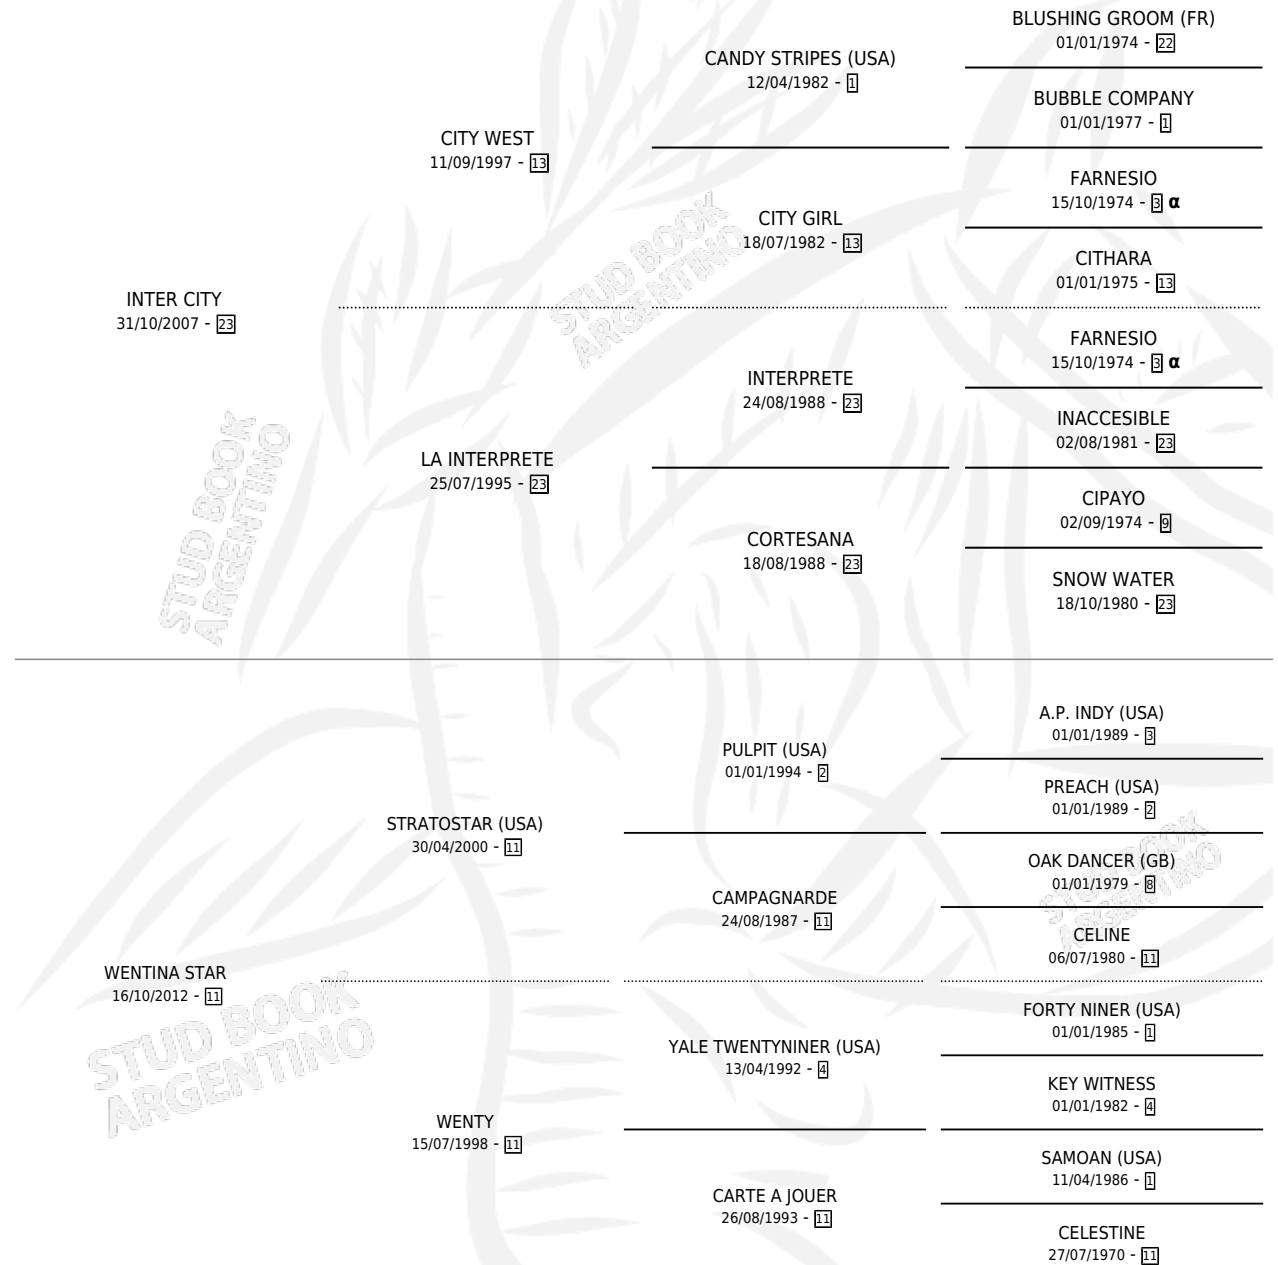 BLUSHING GROOM (FR)
01/01/1974 - 22
CANDY STRIPES (USA)
12/04/1982 - 1
BUBBLE COMPANY
01/01/1977 - 1
CITY WEST
11/09/1997 - 13
FARNESIO
15/10/1974 - 3 α
CITY GIRL
18/07/1982 - 13
CITHARA
01/01/1975 - 13
INTER CITY
31/10/2007 - 23
FARNESIO
15/10/1974 - 3 α
INTERPRETE
24/08/1988 - 23
INACCESIBLE
02/08/1981 - 23
LA INTERPRETE
25/07/1995 - 23
CIPAYO
02/09/1974 - 9
CORTESANA
18/08/1988 - 23
SNOW WATER
18/10/1980 - 23
A.P. INDY (USA)
01/01/1989 - 3
PULPIT (USA)
01/01/1994 - 2
PREACH (USA)
01/01/1989 - 2
STRATOSTAR (USA)
30/04/2000 - 11
OAK DANCER (GB)
01/01/1979 - 8
CAMPAGNARDE
24/08/1987 - 11
CELINE
06/07/1980 - 11
WENTINA STAR
16/10/2012 - 11
FORTY NINER (USA)
01/01/1985 - 1
YALE TWENTYNINER (USA)
13/04/1992 - 4
KEY WITNESS
01/01/1982 - 4
WENTY
15/07/1998 - 11
SAMOAN (USA)
11/04/1986 - 1
CARTE A JOUER
26/08/1993 - 11
CELESTINE
27/07/1970 - 11
STUD BOOK
ARGENTINO
STUD BOOK
ARGENTINO
STUD BOOK
ARGENTINO
STUD BOOK
ARGENTINO